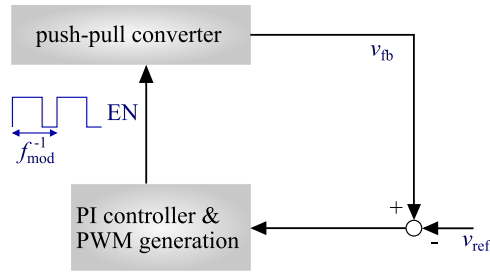 push-pull converter
v_fb
EN
f_mod^-1
PI controller &
PWM generation
+
-
v_ref